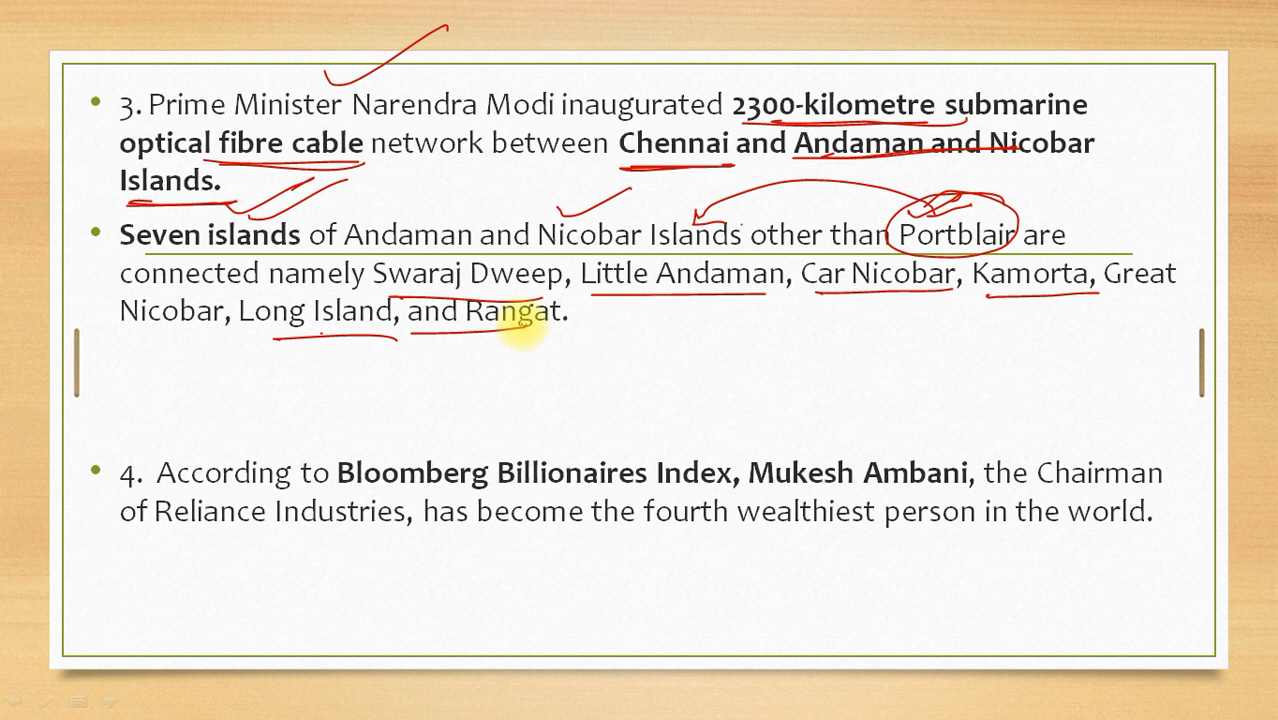 3. Prime Minister Narendra Modi inaugurated 2300-kilometre submarine
optical fibre cable network between Chennai and Andaman and Nicobar
Islands.
Seven islands of Andaman and Nicobar Islands other than Portblair are
connected namely Swaraj Dweep, Little Andaman, Car Nicobar, Kamorta, Great
Nicobar, Long Island, and Rangat.
4. According to Bloomberg Billionaires Index, Mukesh Ambani, the Chairman
of Reliance Industries, has become the fourth wealthiest person in the world.